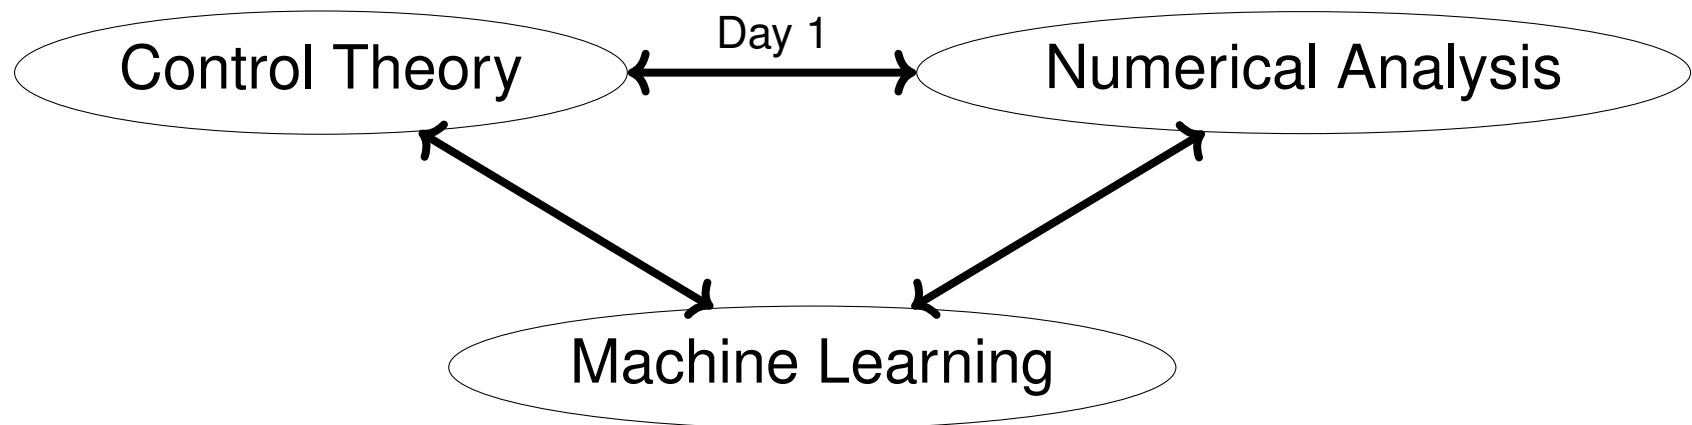 Day 1
Control Theory
Numerical Analysis
Machine Learning